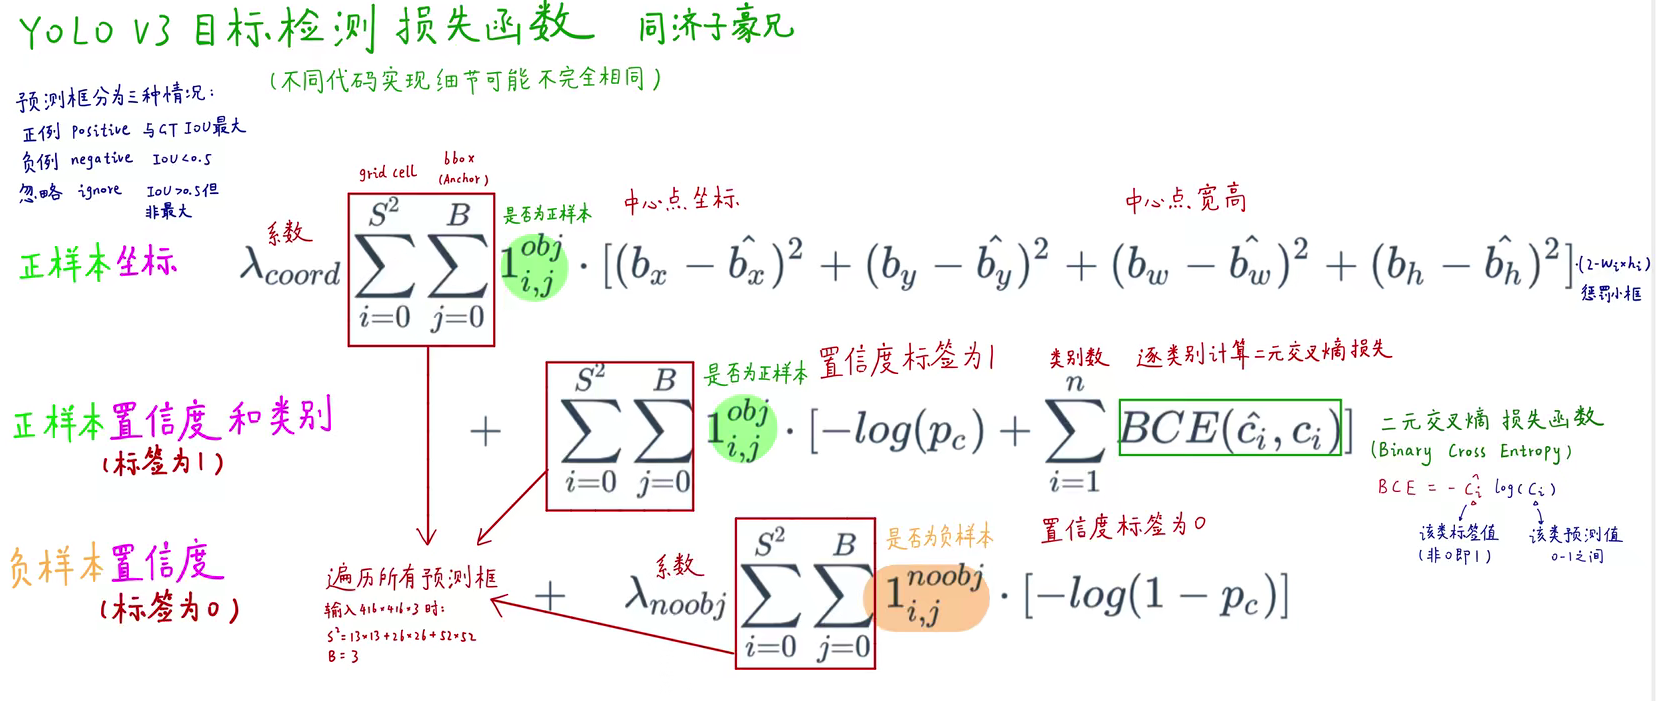 YOLO V3 目标检测 损失函数 同济子豪兄
(不同代码实现细节可能不完全相同)
预测框分为三种情况:
正例 Positive 与GT IoU最大
负例 negative IoU<0.5
忽略 ignore IoU>0.5但
非最大
grid cell
bbox
(Anchor)
是否为正样本
中心点坐标
中心点宽高
正样本坐标
系数
λ_{coord} \sum_{i=0}^{S^2} \sum_{j=0}^{B} 1_{i,j}^{obj} · [(b_x − \hat{b_x})^2 + (b_y − \hat{b_y})^2 + (b_w − \hat{b_w})^2 + (b_h − \hat{b_h})^2] ·(2-w_i×h_i)
惩罚小框
是否为正样本
置信度标签为1
类别数 逐类别计算二元交叉熵损失
正样本置信度和类别
(标签为1)
+ \sum_{i=0}^{S^2} \sum_{j=0}^{B} 1_{i,j}^{obj} · [−log(p_c) + \sum_{i=1}^{n} BCE(\hat{c}_i, c_i)]
二元交叉熵 损失函数
(Binary Cross Entropy)
BCE = - \hat{c_i} log(c_i)
该类标签值
(非0即1)
该类预测值
0-1之间
负样本置信度
(标签为0)
系数
是否为负样本
置信度标签为0
+ λ_{noobj} \sum_{i=0}^{S^2} \sum_{j=0}^{B} 1_{i,j}^{noobj} · [−log(1 − p_c)]
遍历所有预测框
输入416×416×3时:
S²=13×13+26×26+52×52
B=3